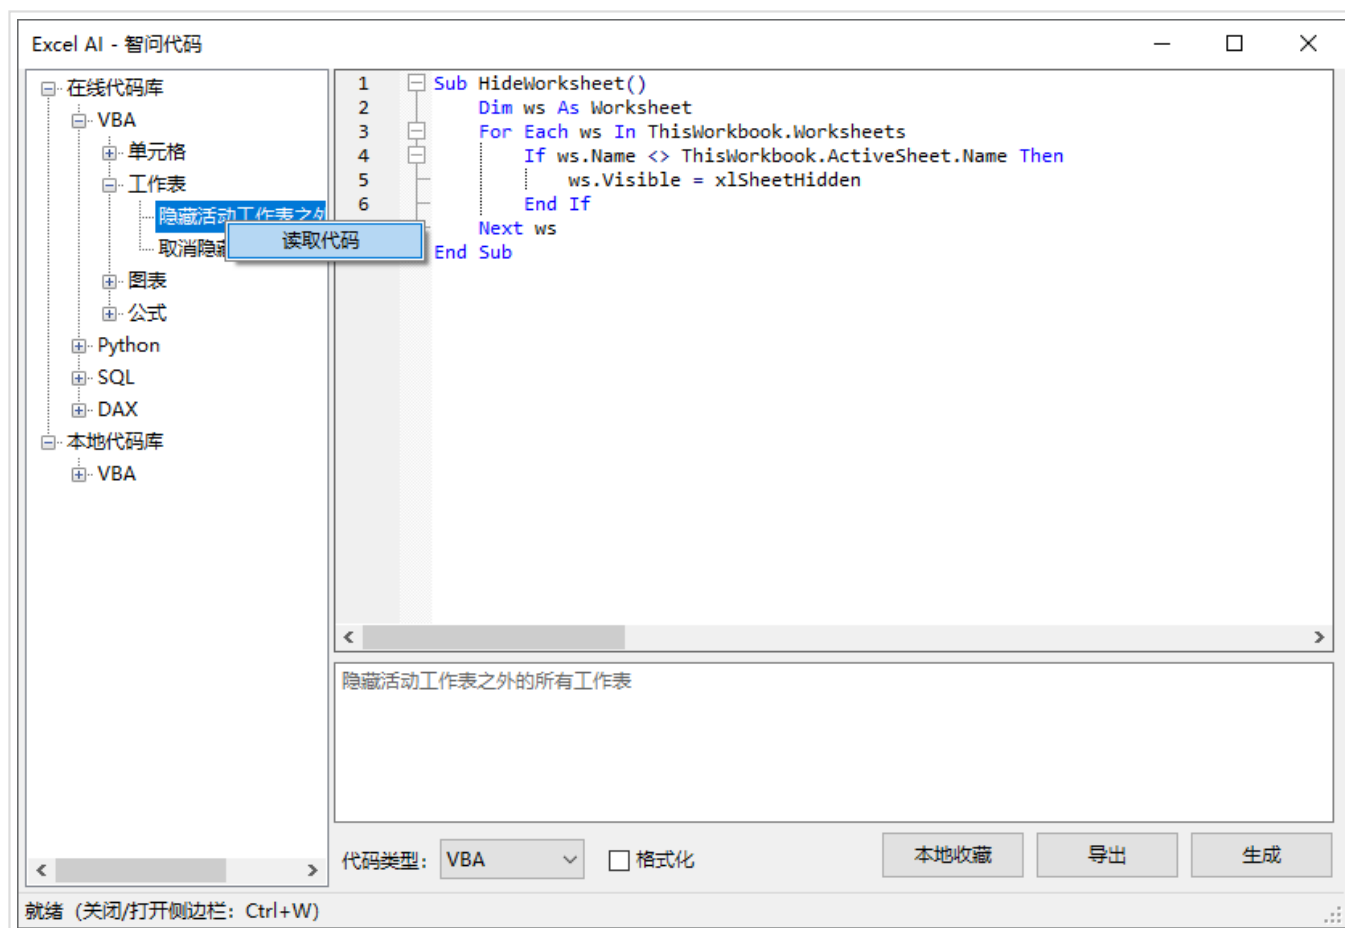 Excel AI - 智问代码
在线代码库
VBA
单元格
工作表
隐藏活动工作表之外
取消隐藏
图表
公式
Python
SQL
DAX
本地代码库
VBA
读取代码
1 Sub HideWorksheet()
2 Dim ws As Worksheet
3 For Each ws In ThisWorkbook.Worksheets
4 If ws.Name <> ThisWorkbook.ActiveSheet.Name Then
5 ws.Visible = xlSheetHidden
6 End If
Next ws
End Sub
隐藏活动工作表之外的所有工作表
代码类型: VBA 格式化 本地收藏 导出 生成
就绪 (关闭/打开侧边栏: Ctrl+W)